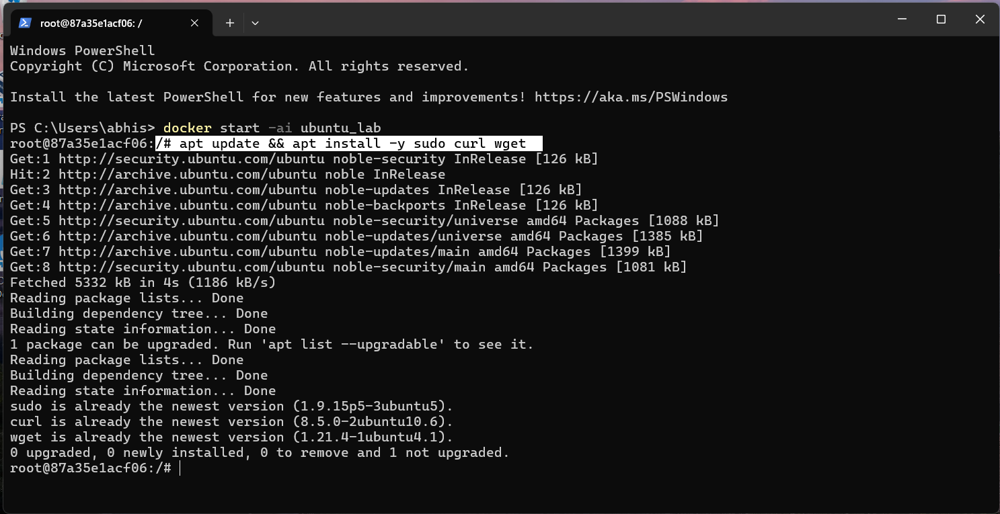 root@87a35e1acf06: /
Windows PowerShell
Copyright (C) Microsoft Corporation. All rights reserved.
Install the latest PowerShell for new features and improvements! https://aka.ms/PSWindows
PS C:\Users\abhis> docker start -ai ubuntu_lab
root@87a35e1acf06:/# apt update && apt install -y sudo curl wget
Get:1 http://security.ubuntu.com/ubuntu noble-security InRelease [126 kB]
Hit:2 http://archive.ubuntu.com/ubuntu noble InRelease
Get:3 http://archive.ubuntu.com/ubuntu noble-updates InRelease [126 kB]
Get:4 http://archive.ubuntu.com/ubuntu noble-backports InRelease [126 kB]
Get:5 http://security.ubuntu.com/ubuntu noble-security/universe amd64 Packages [1088 kB]
Get:6 http://archive.ubuntu.com/ubuntu noble-updates/universe amd64 Packages [1385 kB]
Get:7 http://archive.ubuntu.com/ubuntu noble-updates/main amd64 Packages [1399 kB]
Get:8 http://security.ubuntu.com/ubuntu noble-security/main amd64 Packages [1081 kB]
Fetched 5332 kB in 4s (1186 kB/s)
Reading package lists... Done
Building dependency tree... Done
Reading state information... Done
1 package can be upgraded. Run 'apt list --upgradable' to see it.
Reading package lists... Done
Building dependency tree... Done
Reading state information... Done
sudo is already the newest version (1.9.15p5-3ubuntu5).
curl is already the newest version (8.5.0-2ubuntu10.6).
wget is already the newest version (1.21.4-1ubuntu4.1).
0 upgraded, 0 newly installed, 0 to remove and 1 not upgraded.
root@87a35e1acf06:/#